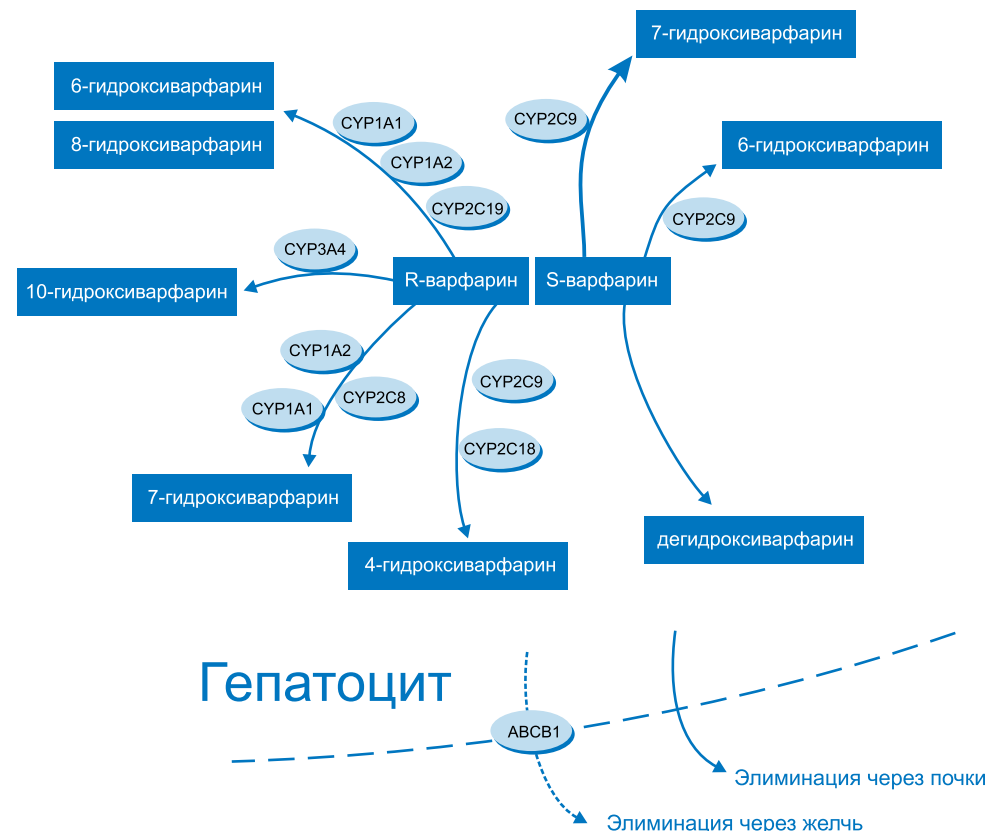 7-гидроксиварфарин
6-гидроксиварфарин
8-гидроксиварфарин
CYP1A1
CYP2C9
6-гидроксиварфарин
CYP1A2
CYP2C19
CYP2C9
CYP3A4
10-гидроксиварфарин
R-варфарин
S-варфарин
CYP1A2
CYP2C9
CYP2C8
CYP1A1
CYP2C18
7-гидроксиварфарин
дегидроксиварфарин
4-гидроксиварфарин
Гепатоцит
ABCB1
Элиминация через почки
Элиминация через желчь